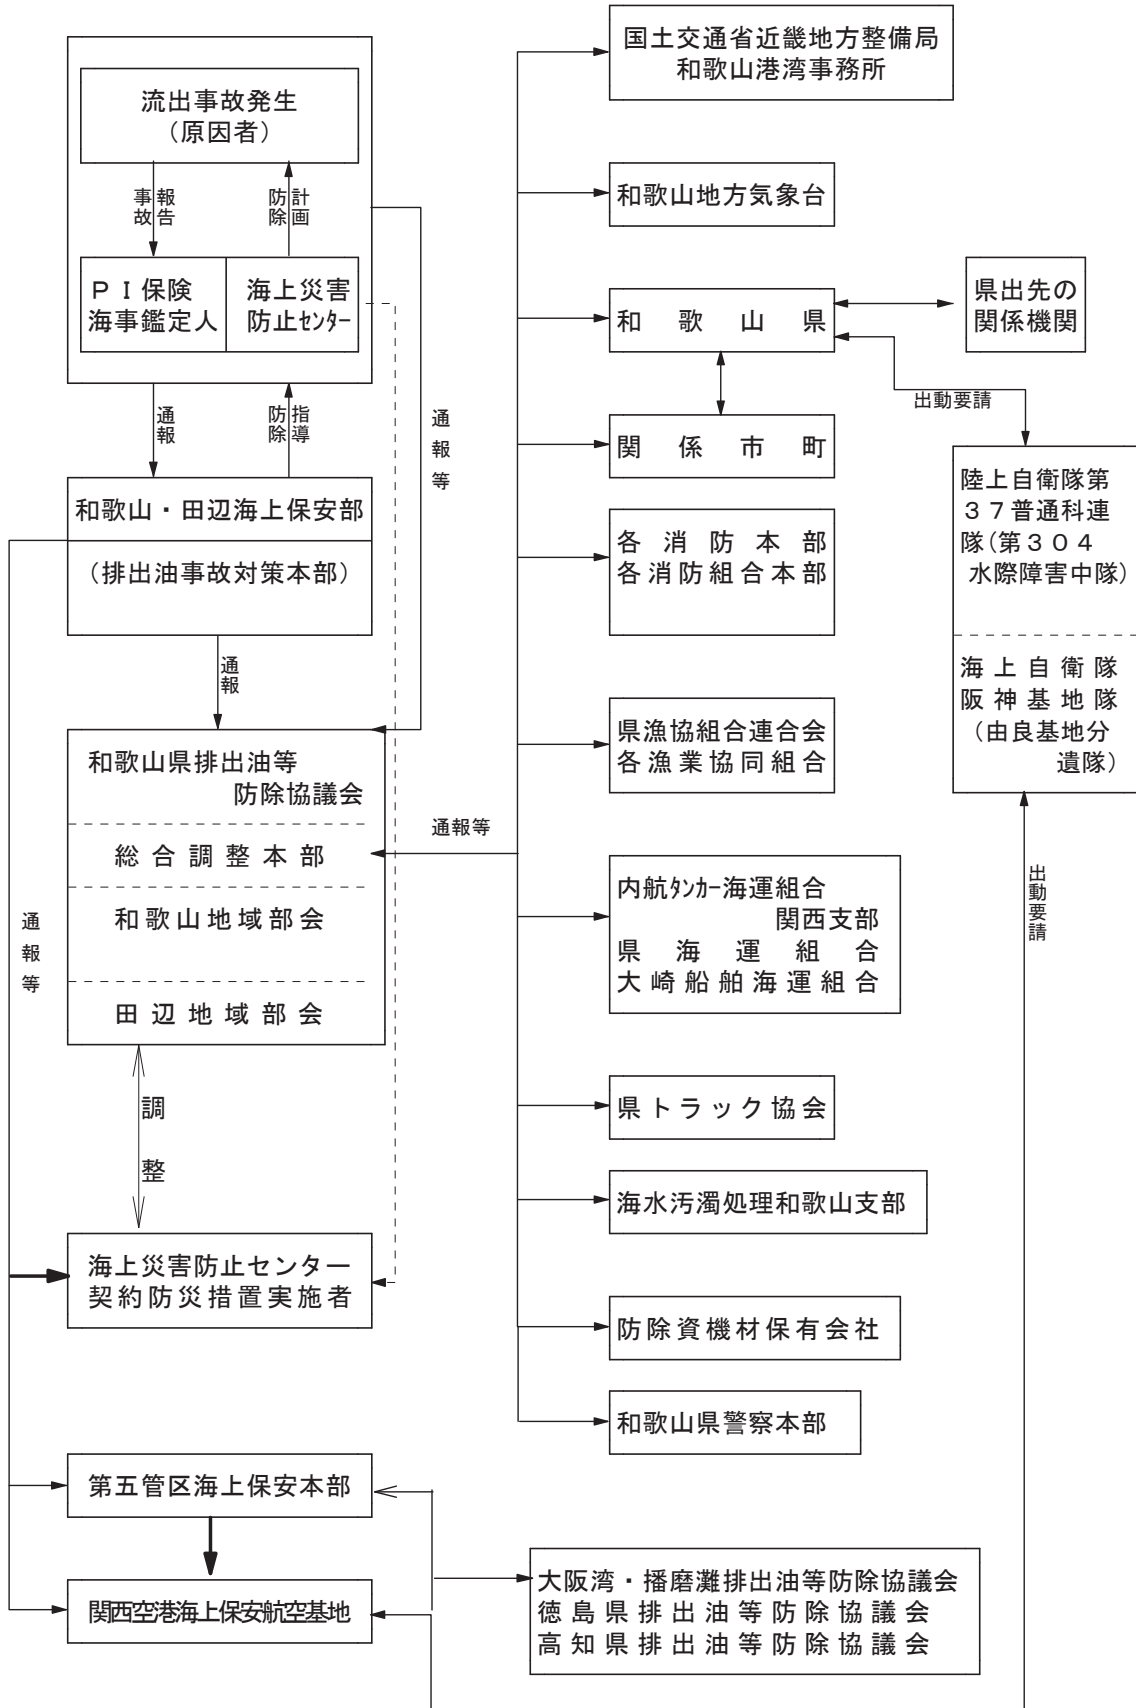 流出事故発生
（原因者）
事故
報告
防除
計画
ＰＩ保険
海事鑑定人
海上災害
防止ｾﾝﾀｰ
通報
防除
指導
通報等
和歌山・田辺海上保安部
（排出油事故対策本部）
通報
和歌山県排出油等
防除協議会
総合調整本部
和歌山地域部会
田辺地域部会
通報等
調整
海上災害防止センター
契約防災措置実施者
第五管区海上保安本部
関西空港海上保安航空基地
通報等
国土交通省近畿地方整備局
和歌山港湾事務所
和歌山地方気象台
和歌山県
関係市町
各消防本部
各消防組合本部
県漁協組合連合会
各漁業協同組合
内航ﾀﾝｶｰ海運組合
関西支部
県海運組合
大崎船舶海運組合
県トラック協会
海水汚濁処理和歌山支部
防除資機材保有会社
和歌山県警察本部
大阪湾・播磨灘排出油等防除協議会
徳島県排出油等防除協議会
高知県排出油等防除協議会
県出先の
関係機関
出動要請
陸上自衛隊第
３７普通科連
隊（第３０４
水際障害中隊）
海上自衛隊
阪神基地隊
（由良基地分
遺隊）
出動要請